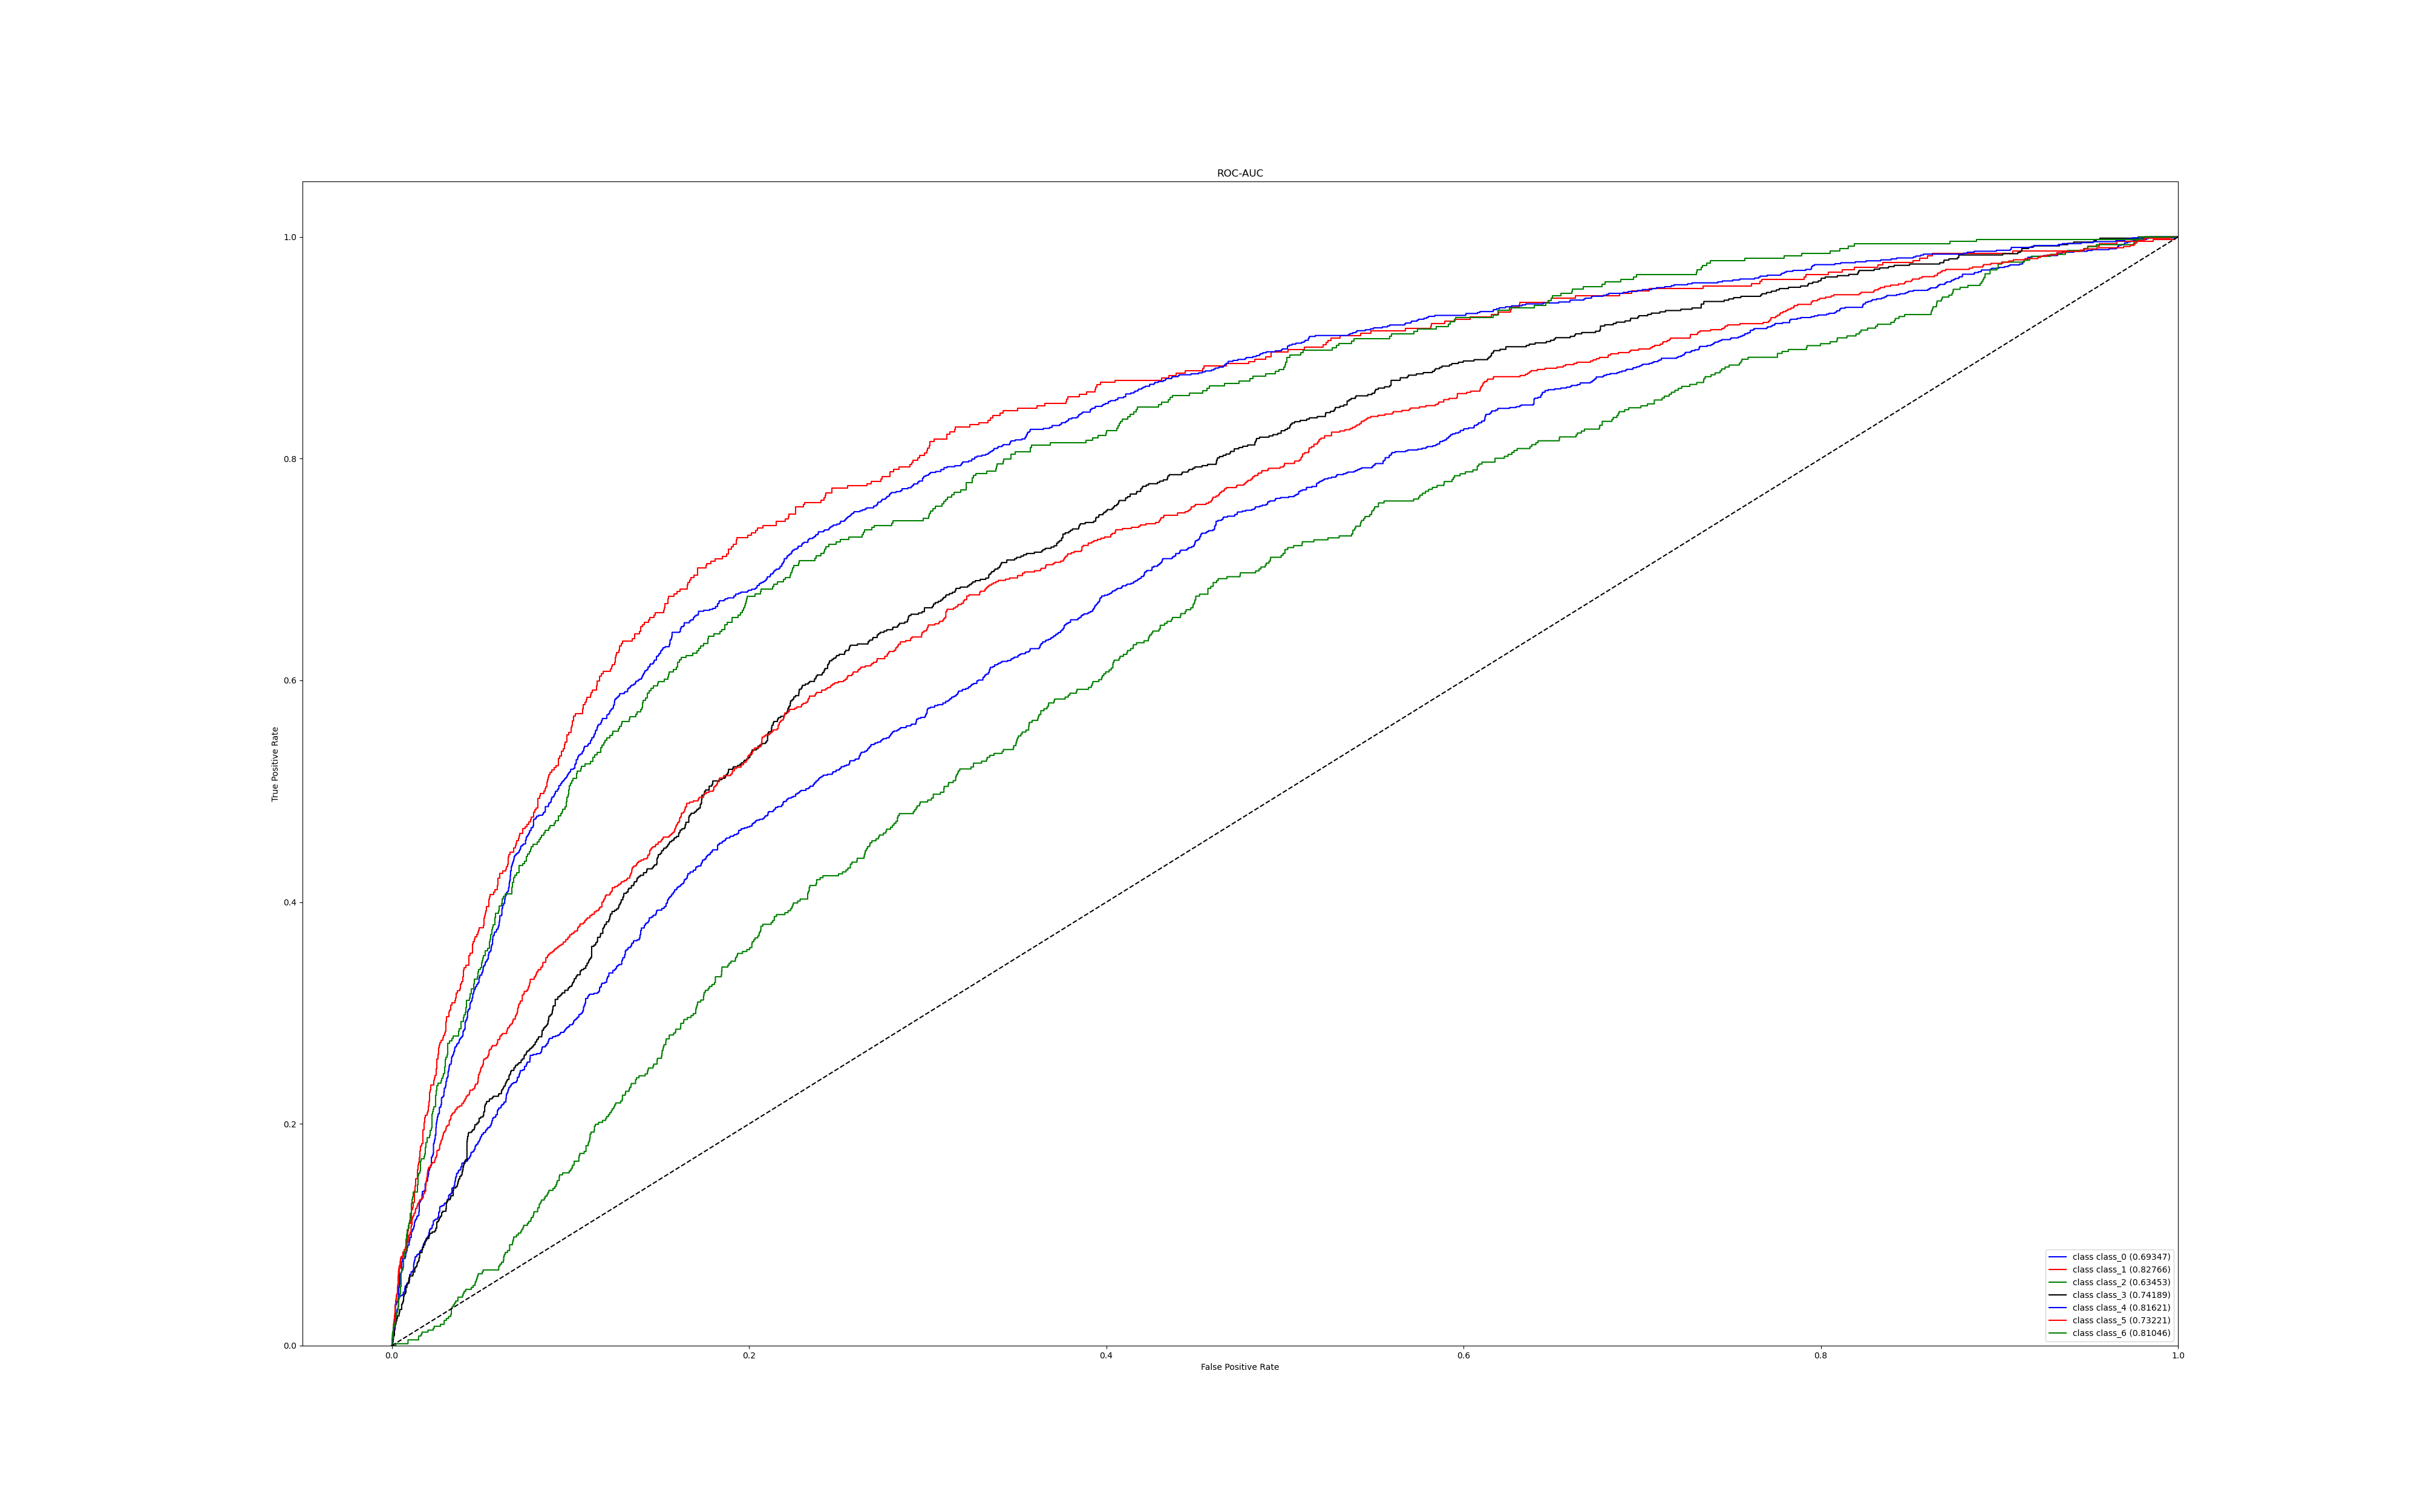 ROC-AUC
1.0
0.8
0.6
0.4
0.2
0.0
True Positive Rate
0.0 0.2 0.4 0.6 0.8 1.0
False Positive Rate
class class_0 (0.69347)
class class_1 (0.82766)
class class_2 (0.63453)
class class_3 (0.74189)
class class_4 (0.81621)
class class_5 (0.73221)
class class_6 (0.81046)